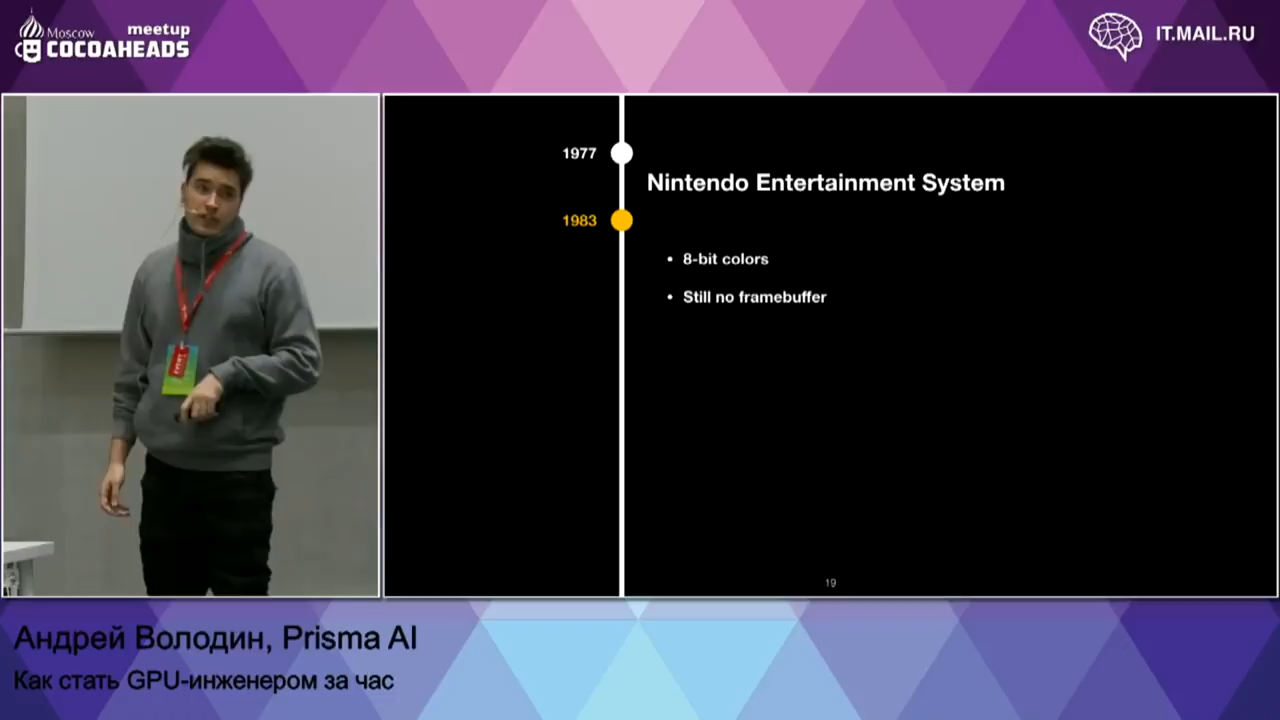 Moscow meetup
COCOAHEADS
IT.MAIL.RU
1977
Nintendo Entertainment System
1983
• 8-bit colors
• Still no framebuffer
19
Андрей Володин, Prisma AI
Как стать GPU-инженером за час